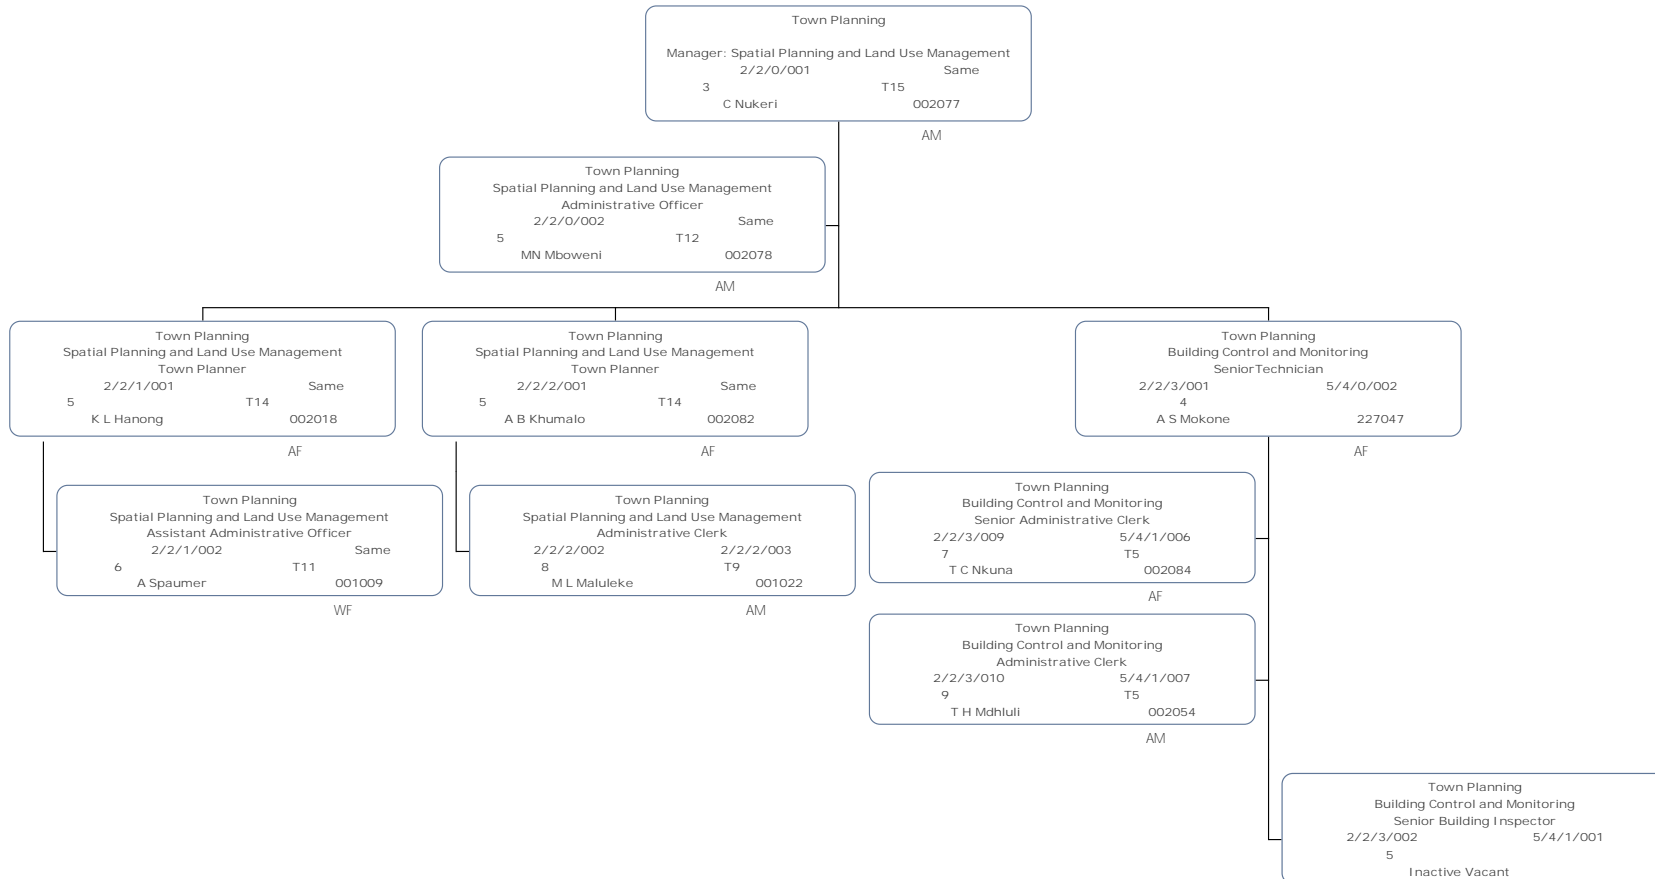 Town Planning
Manager: Spatial Planning and Land Use Management
2/2/0/001 Same
3 T15
C Nukeri 002077
AM
Town Planning
Spatial Planning and Land Use Management
Administrative Officer
2/2/0/002 Same
5 T12
MN Mboweni 002078
AM
Town Planning
Spatial Planning and Land Use Management
Town Planner
2/2/1/001 Same
5 T14
K L Hanong 002018
AF
Town Planning
Spatial Planning and Land Use Management
Town Planner
2/2/2/001 Same
5 T14
A B Khumalo 002082
AF
Town Planning
Building Control and Monitoring
SeniorTechnician
2/2/3/001 5/4/0/002
4
A S Mokone 227047
AF
Town Planning
Spatial Planning and Land Use Management
Assistant Administrative Officer
2/2/1/002 Same
6 T11
A Spaumer 001009
WF
Town Planning
Spatial Planning and Land Use Management
Administrative Clerk
2/2/2/002 2/2/2/003
8 T9
M L Maluleke 001022
AM
Town Planning
Building Control and Monitoring
Senior Administrative Clerk
2/2/3/009 5/4/1/006
7 T5
T C Nkuna 002084
AF
Town Planning
Building Control and Monitoring
Administrative Clerk
2/2/3/010 5/4/1/007
9 T5
T H Mdhluli 002054
AM
Town Planning
Building Control and Monitoring
Senior Building Inspector
2/2/3/002 5/4/1/001
5
Inactive Vacant